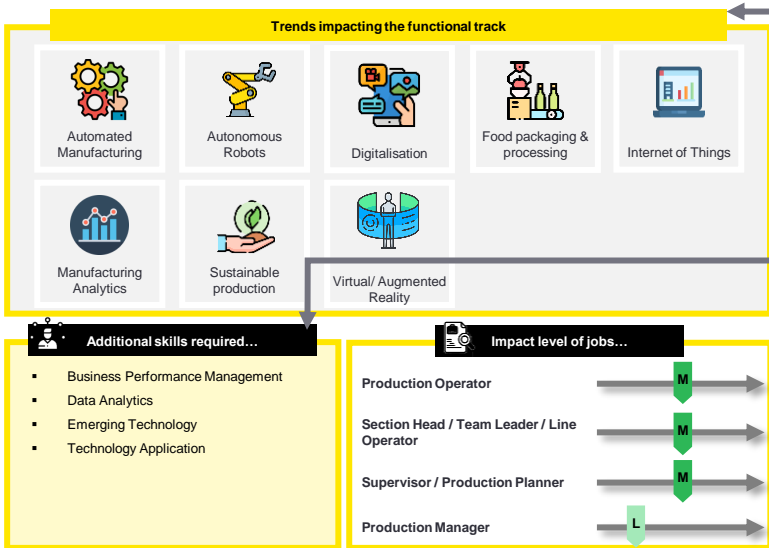 Trends impacting the functional track
Automated
Manufacturing
Autonomous
Robots
Digitalisation
Food packaging &
processing
Internet of Things
Manufacturing
Analytics
Sustainable
production
Virtual/ Augmented
Reality
Additional skills required…
▪ Business Performance Management
▪ Data Analytics
▪ Emerging Technology
▪ Technology Application
Impact level of jobs…
Production Operator
M
Section Head / Team Leader / Line
Operator
M
Supervisor / Production Planner
M
Production Manager
L